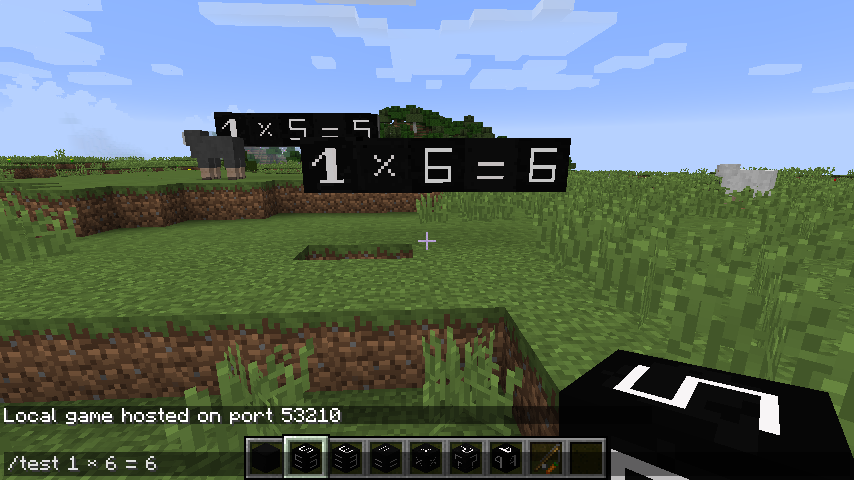 1 × 5 = 5
1 × 6 = 6
Local game hosted on port 53210
/test 1 × 6 = 6